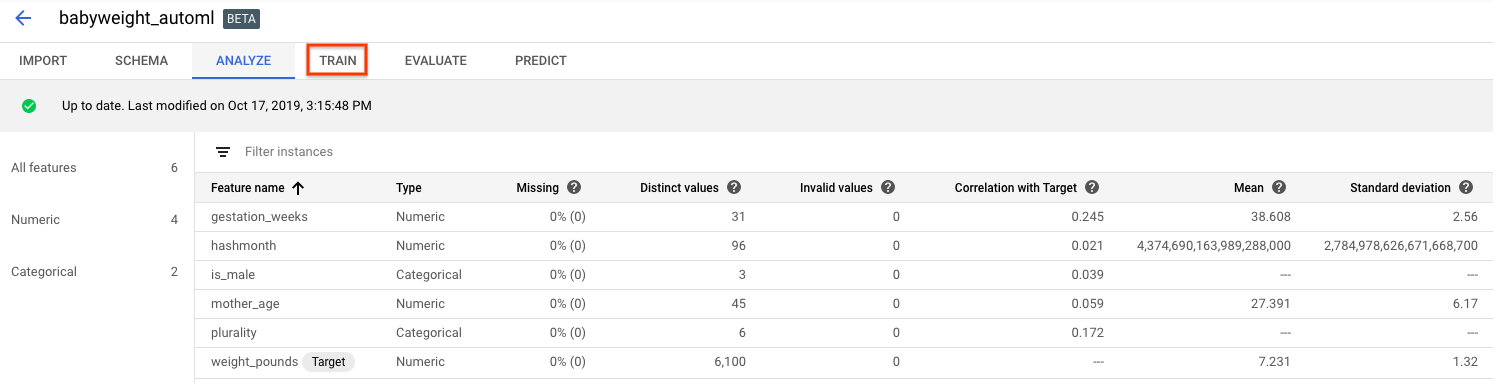 babyweight_automl BETA
IMPORT SCHEMA ANALYZE TRAIN EVALUATE PREDICT
Up to date. Last modified on Oct 17, 2019, 3:15:48 PM
All features 6
Numeric 4
Categorical 2
Filter instances
Feature name Type Missing ? Distinct values ? Invalid values ? Correlation with Target ? Mean ? Standard deviation ?
gestation_weeks Numeric 0% (0) 31 0 0.245 38.608 2.56
hashmonth Numeric 0% (0) 96 0 0.021 4,374,690,163,989,288,000 2,784,978,626,671,668,700
is_male Categorical 0% (0) 3 0 0.039 --- ---
mother_age Numeric 0% (0) 45 0 0.059 27.391 6.17
plurality Categorical 0% (0) 6 0 0.172 --- ---
weight_pounds Target Numeric 0% (0) 6,100 0 --- 7.231 1.32